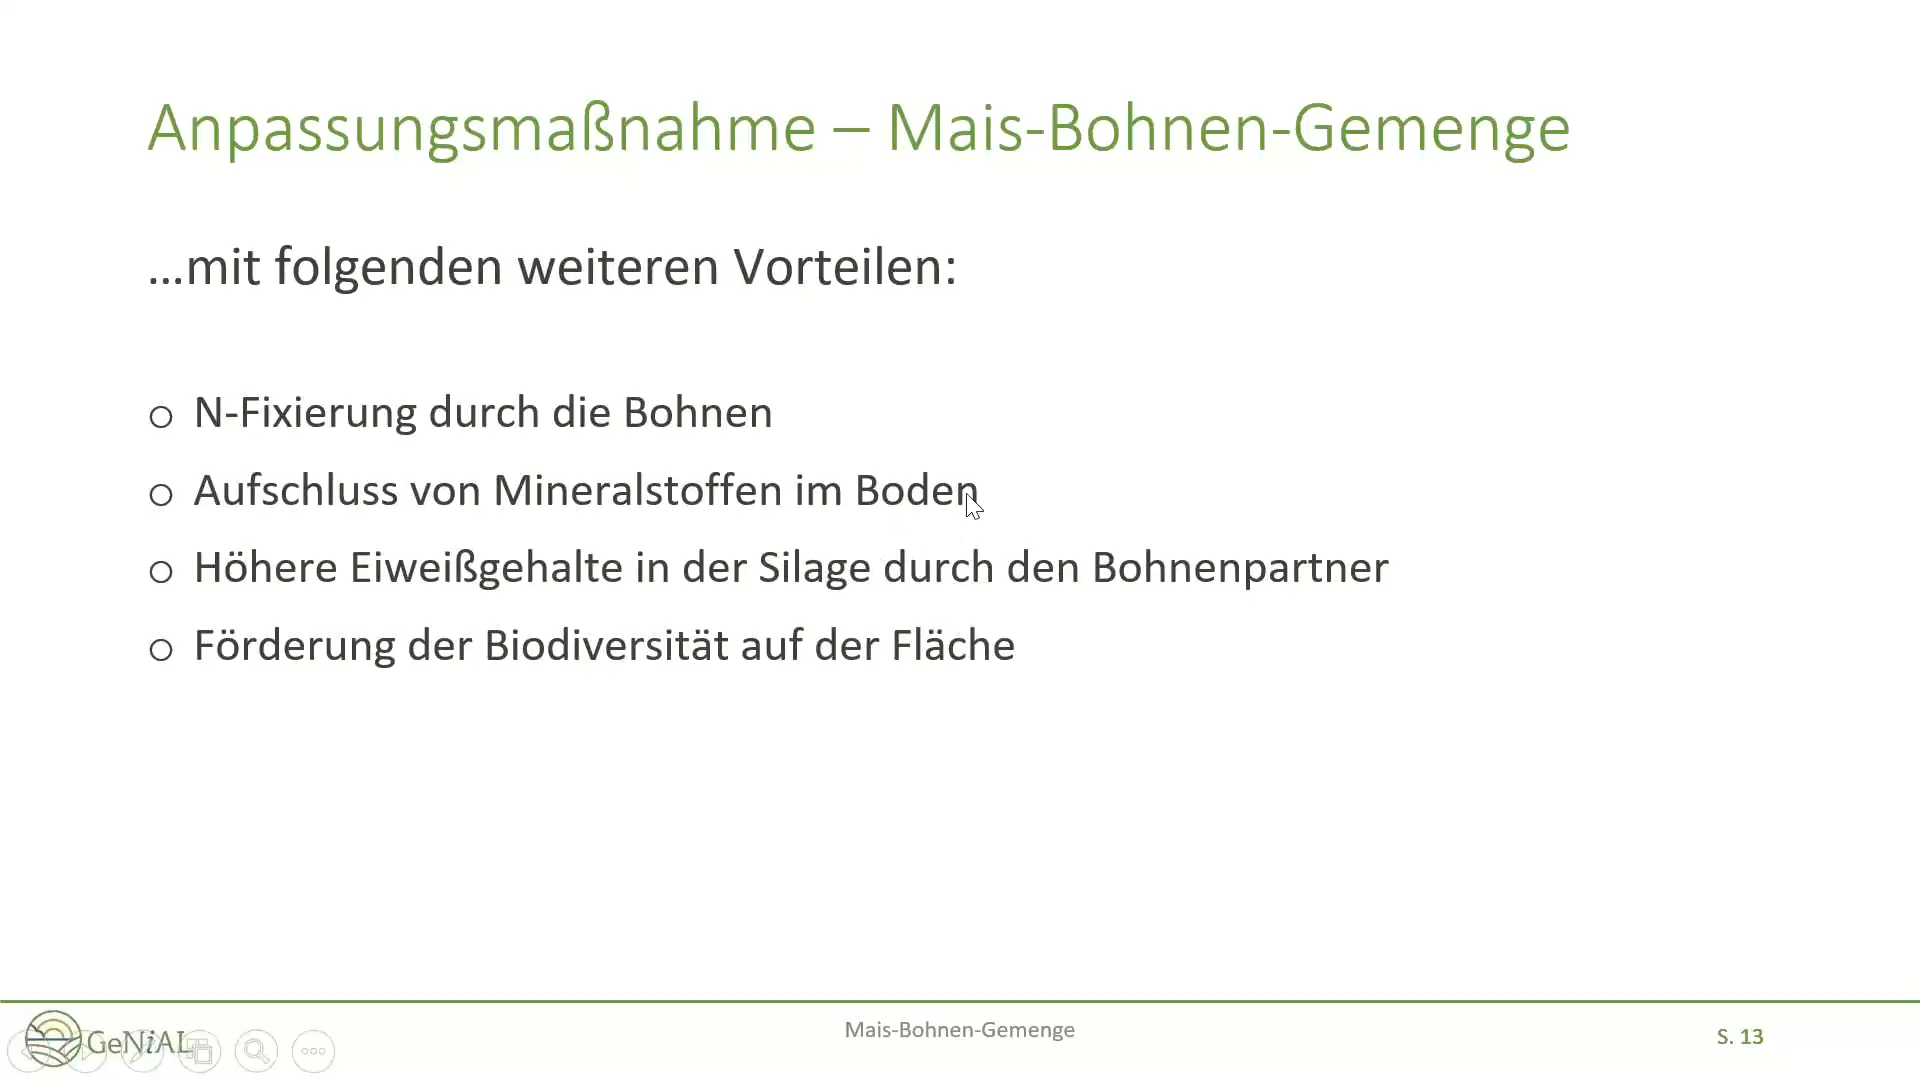 Anpassungsmaßnahme – Mais-Bohnen-Gemenge
...mit folgenden weiteren Vorteilen:
o N-Fixierung durch die Bohnen
o Aufschluss von Mineralstoffen im Boden
o Höhere Eiweißgehalte in der Silage durch den Bohnenpartner
o Förderung der Biodiversität auf der Fläche
GeNiAL
Mais-Bohnen-Gemenge
S. 13